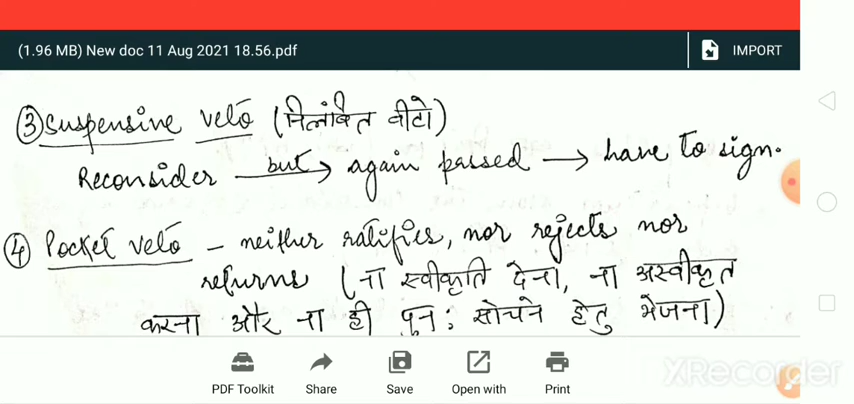 (1.96 MB) New doc 11 Aug 2021 18.56.pdf
IMPORT
③ Suspensive veto (निलंबित वीटो)
Reconsider but → again passed → have to sign.
④ Pocket veto – neither ratifies, nor rejects nor
returns (ना स्वीकृति देना, ना अस्वीकृत
करना और ना ही पुन: सोचने हेतु भेजना)
PDF Toolkit
Share
Save
Open with
Print
XRecorder